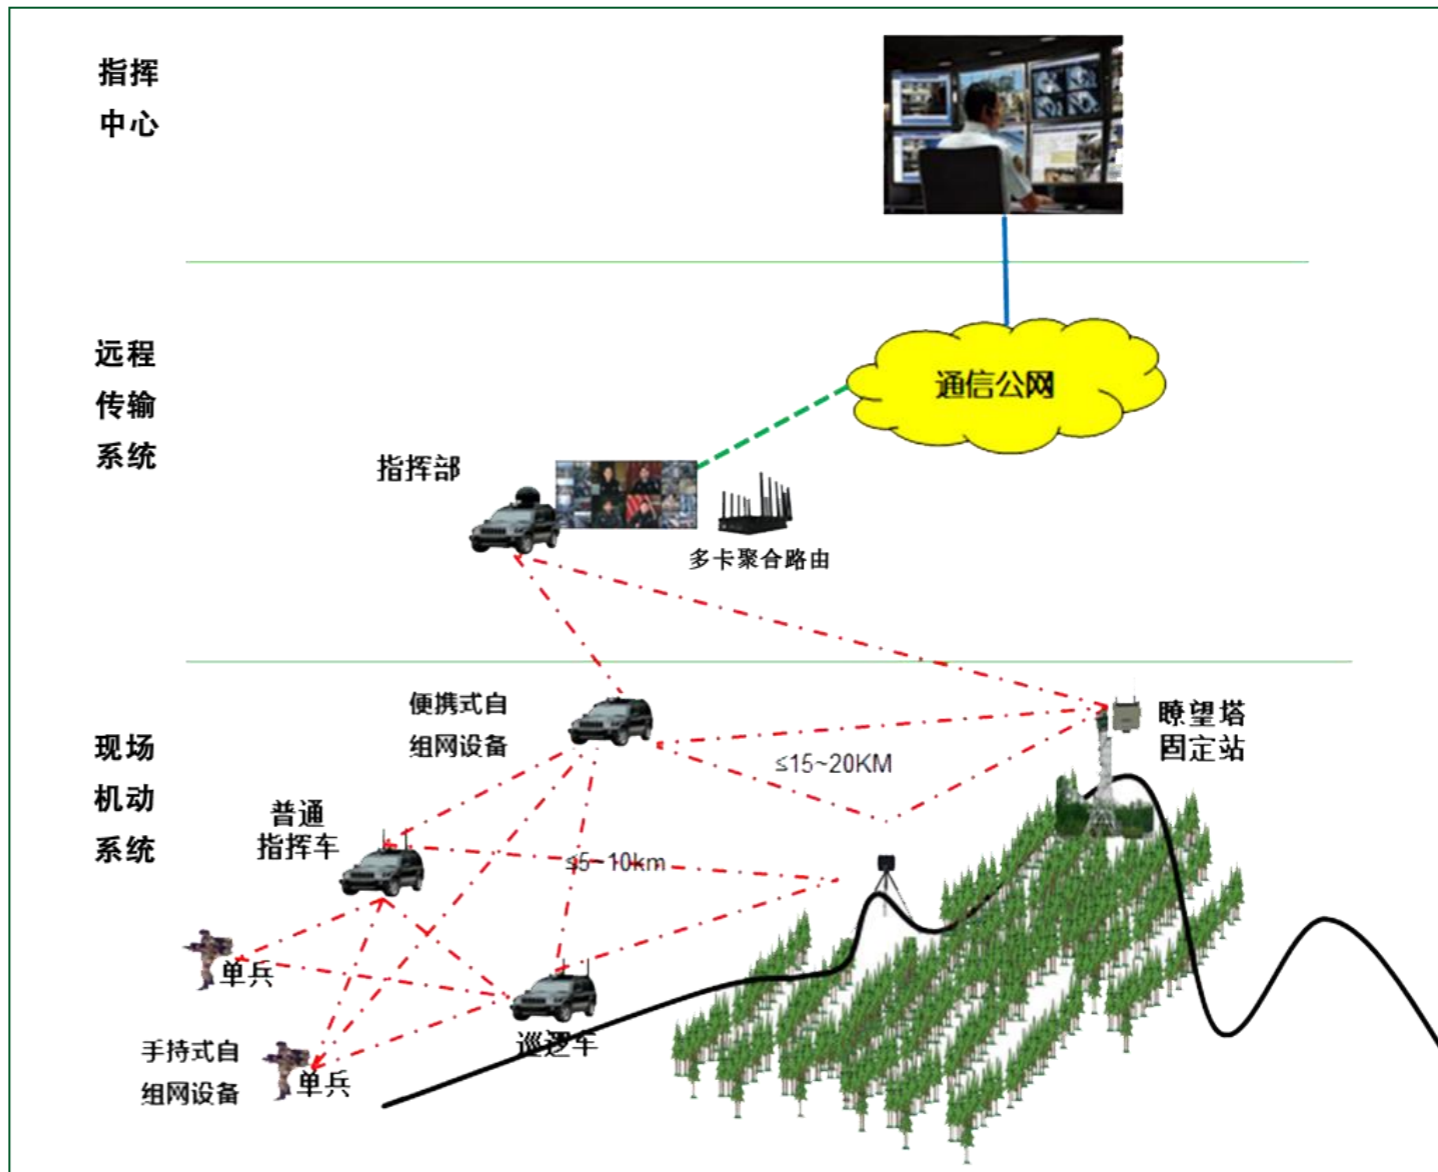 指挥
中心
远程
传输
系统
通信公网
指挥部
多卡聚合路由
现场
机动
系统
便携式自
组网设备
瞭望塔
固定站
≤15~20KM
普通
指挥车
≤5~10km
单兵
巡逻车
手持式自
组网设备
单兵